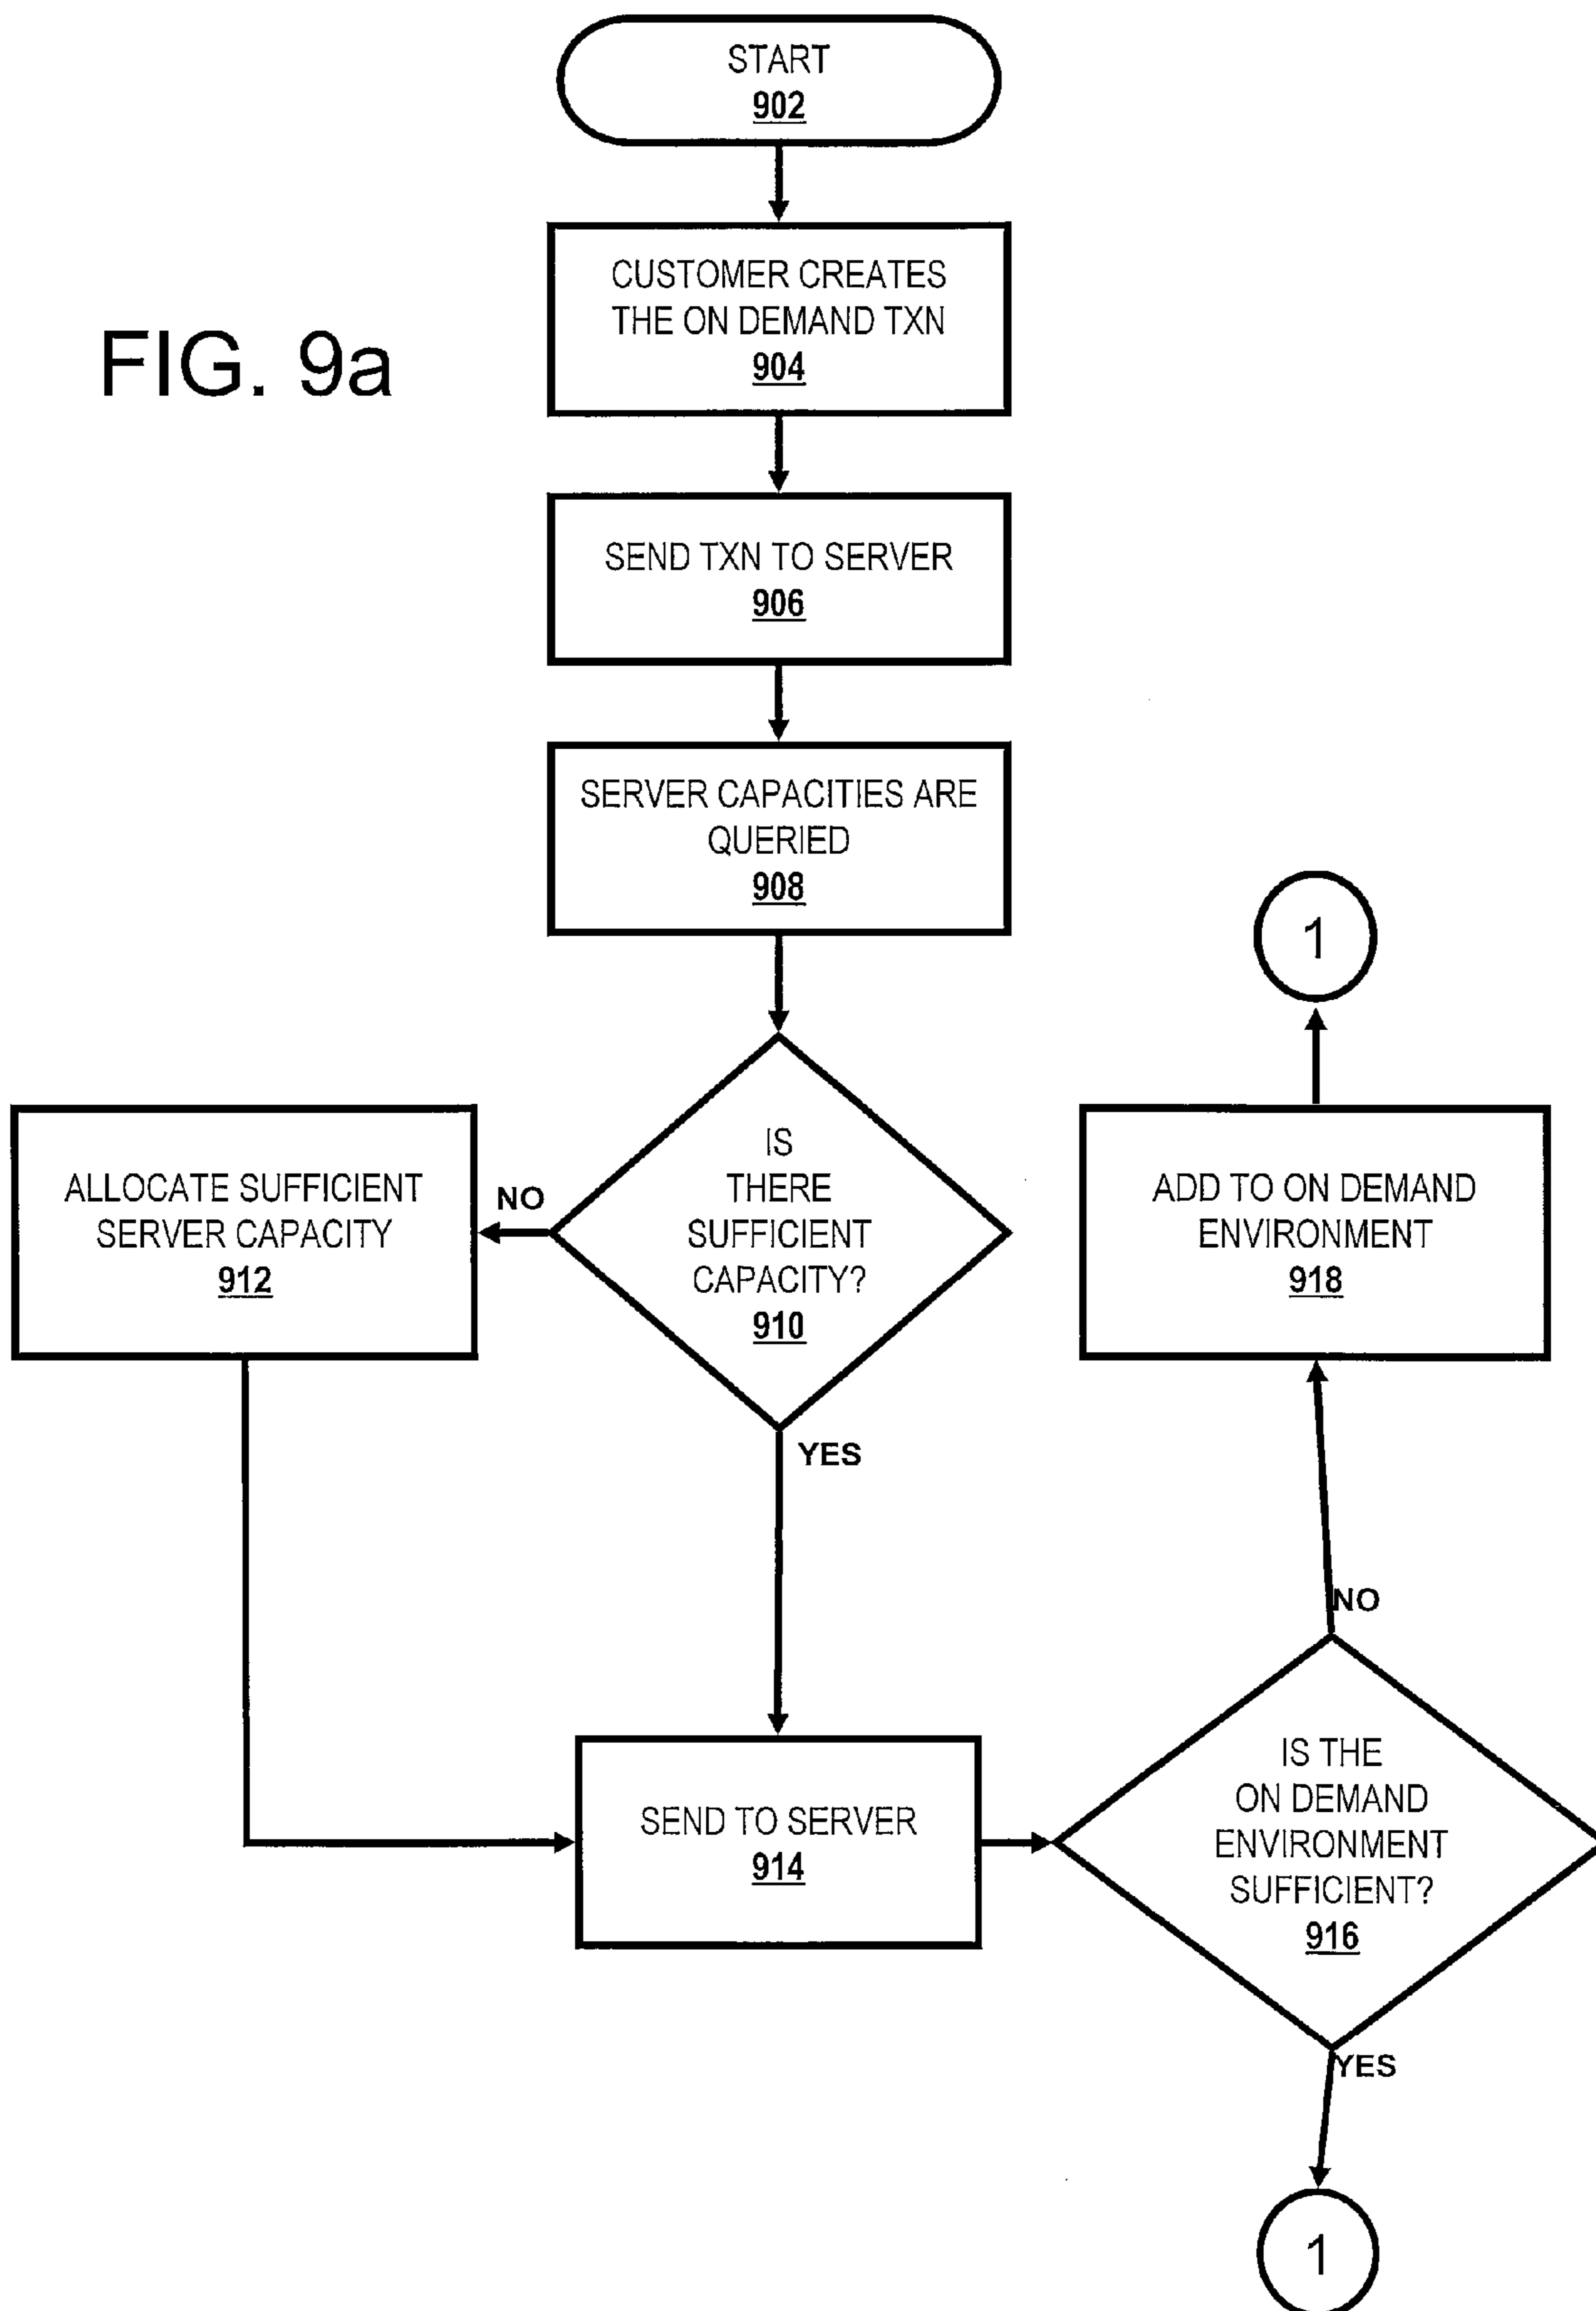 START
902
CUSTOMER CREATES
THE ON DEMAND TXN
904
FIG. 9a
SEND TXN TO SERVER
906
SERVER CAPACITIES ARE
QUERIED
908
1
IS
THERE
SUFFICIENT
CAPACITY?
910
NO
ALLOCATE SUFFICIENT
SERVER CAPACITY
912
ADD TO ON DEMAND
ENVIRONMENT
918
YES
NO
SEND TO SERVER
914
IS THE
ON DEMAND
ENVIRONMENT
SUFFICIENT?
916
YES
1